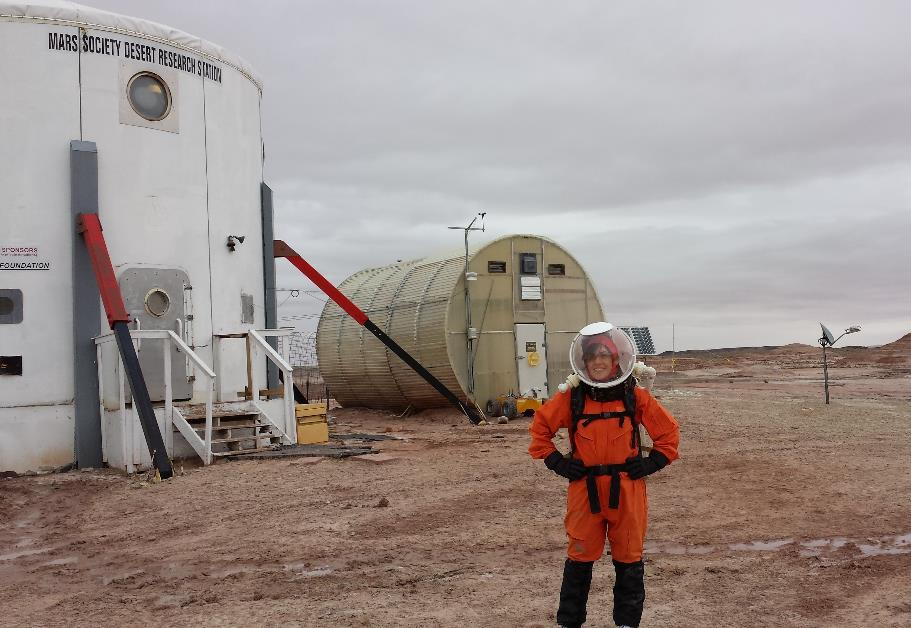 MARS SOCIETY DESERT RESEARCH STATION
SPONSORS
FOUNDATION